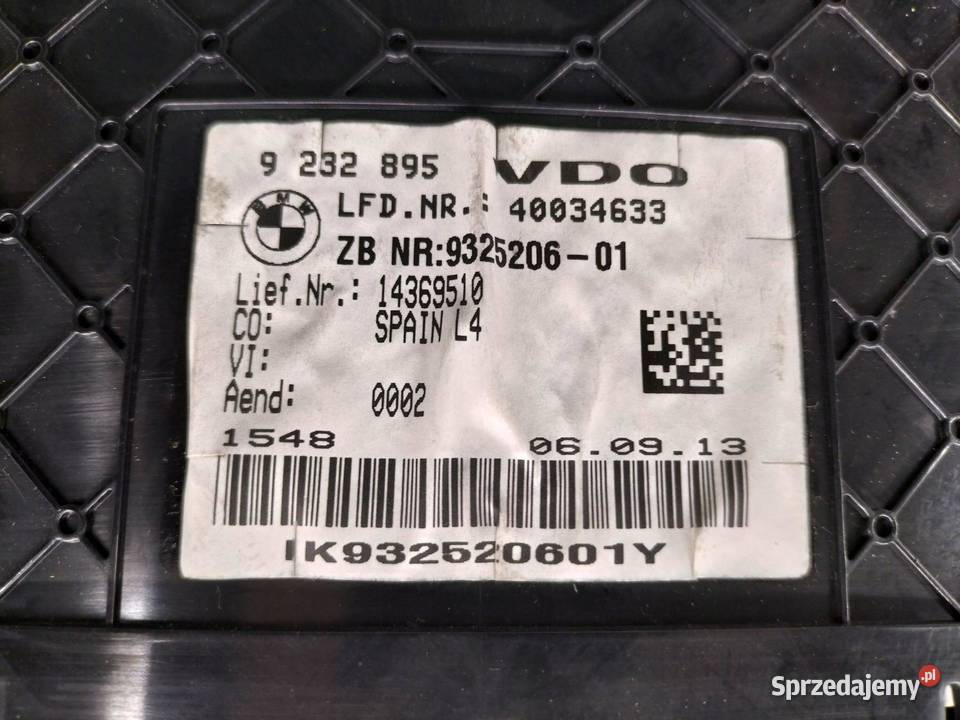 9 232 895 VDO
BMW
LFD.NR.: 40034633
ZB NR:9325206-01
Lief.Nr.: 14369510
CO: SPAIN L4
VI:
Aend: 0002
1548 06.09.13
IK932520601Y
Sprzedajemy.pl